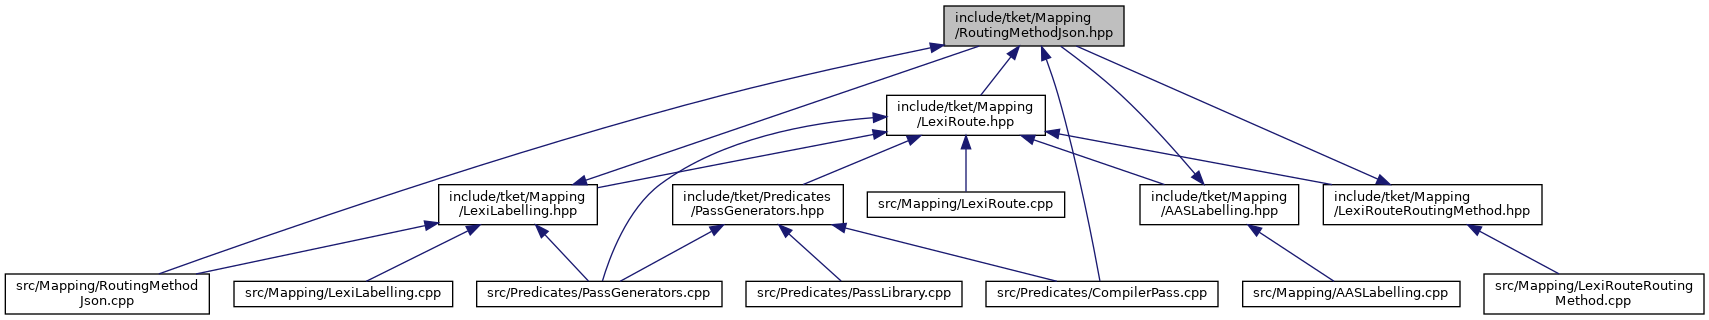 include/tket/Mapping
/RoutingMethodJson.hpp
include/tket/Mapping
/LexiRoute.hpp
include/tket/Mapping
/LexiLabelling.hpp
include/tket/Predicates
/PassGenerators.hpp
src/Mapping/LexiRoute.cpp
include/tket/Mapping
/AASLabelling.hpp
include/tket/Mapping
/LexiRouteRoutingMethod.hpp
src/Mapping/RoutingMethod
Json.cpp
src/Mapping/LexiLabelling.cpp
src/Predicates/PassGenerators.cpp
src/Predicates/PassLibrary.cpp
src/Predicates/CompilerPass.cpp
src/Mapping/AASLabelling.cpp
src/Mapping/LexiRouteRouting
Method.cpp